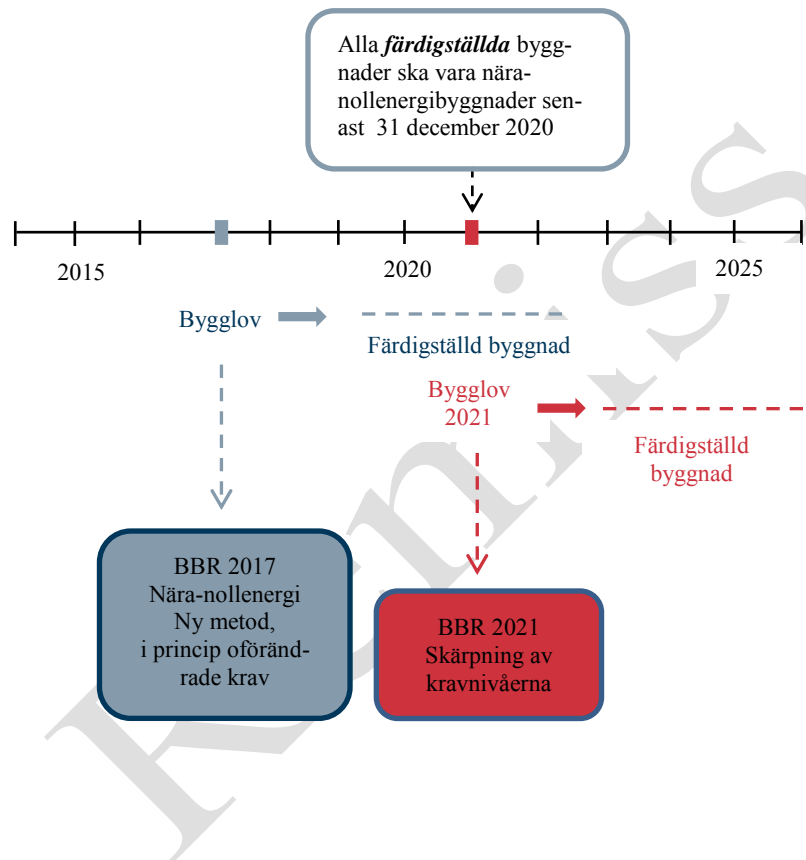 Alla färdigställda bygg-
nader ska vara nära-
nollenergibyggnader sen-
ast 31 december 2020
2015
2020
2025
Bygglov
Färdigställd byggnad
Bygglov
2021
Färdigställd
byggnad
BBR 2017
Nära-nollenergi
Ny metod,
i princip oföränd-
rade krav
BBR 2021
Skärpning av
kravnivåerna